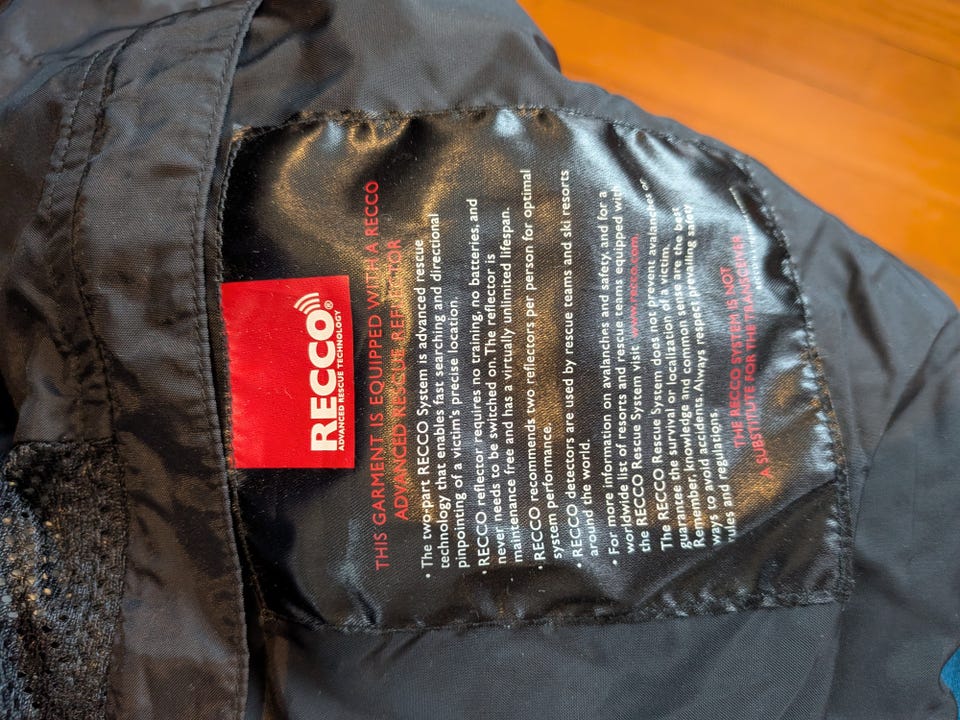 RECCO®
ADVANCED RESCUE TECHNOLOGY
THIS GARMENT IS EQUIPPED WITH A RECCO
ADVANCED RESCUE REFLECTOR
• The two-part RECCO System is advanced rescue
technology that enables fast searching and directional
pinpointing of a victim's precise location.
• RECCO reflector requires no training, no batteries, and
never needs to be switched on. The reflector is
maintenance free and has a virtually unlimited lifespan.
• RECCO recommends two reflectors per person for optimal
system performance.
• RECCO detectors are used by rescue teams and ski resorts
around the world.
• For more information on avalanches and safety, and for a
worldwide list of resorts and rescue teams equipped with
the RECCO Rescue System visit www.recco.com
The RECCO Rescue System does not prevent avalanches or
guarantee the survival or localization of a victim.
Remember, knowledge and common sense are the best
ways to avoid accidents. Always respect prevailing safety
rules and regulations.
THE RECCO SYSTEM IS NOT
A SUBSTITUTE FOR THE TRANSCEIVER